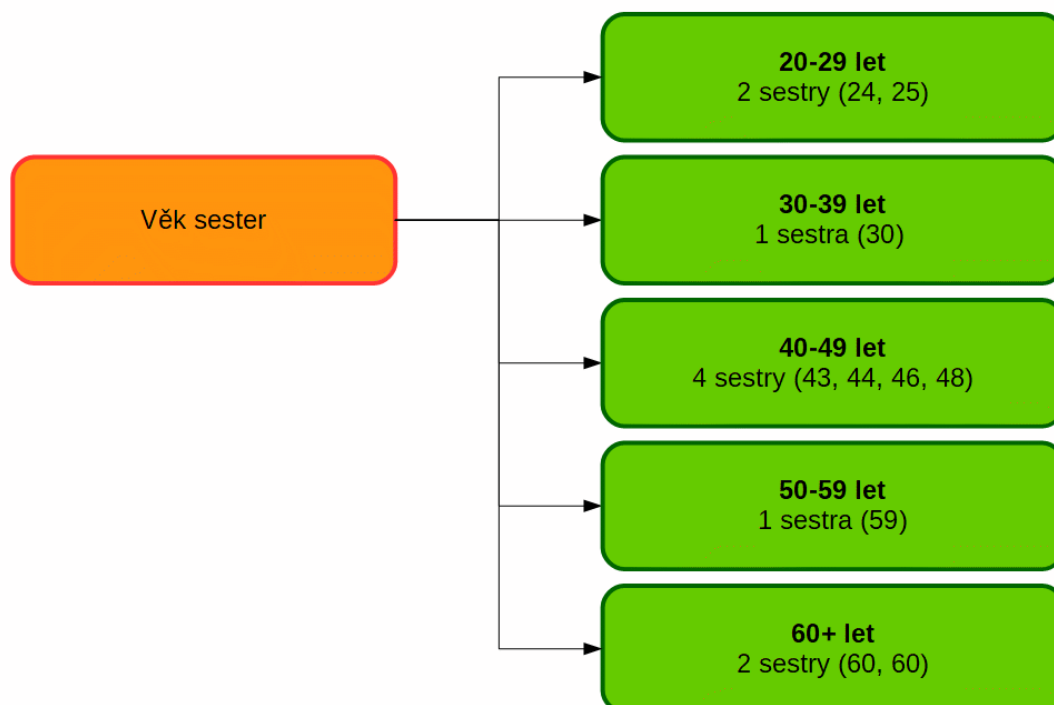 Věk sester
20-29 let
2 sestry (24, 25)
30-39 let
1 sestra (30)
40-49 let
4 sestry (43, 44, 46, 48)
50-59 let
1 sestra (59)
60+ let
2 sestry (60, 60)